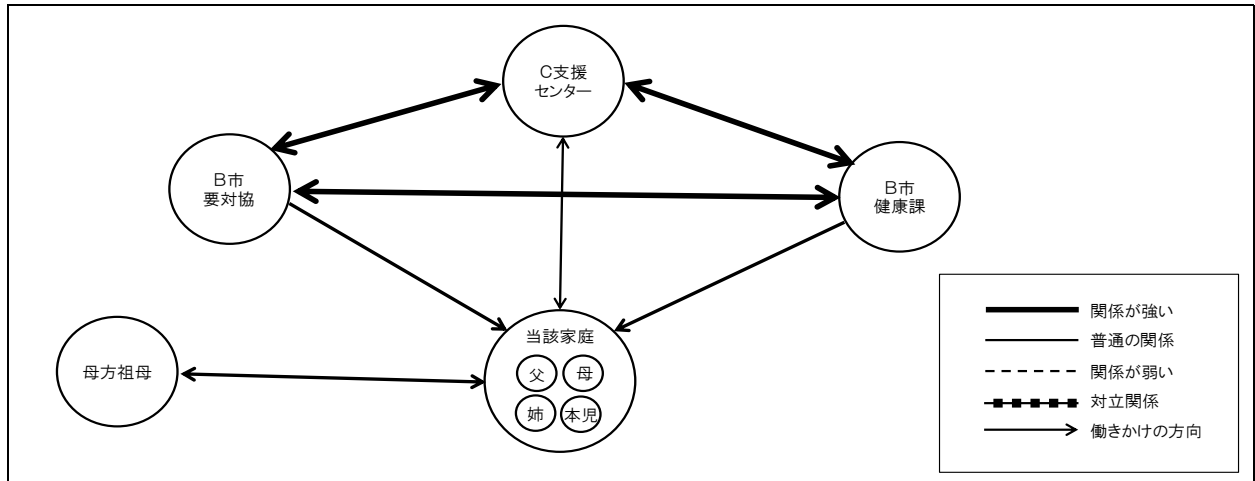 C支援
センター
B市
要対協
B市
健康課
当該家庭
父
母
姉
本児
母方祖母
関係が強い
普通の関係
関係が弱い
対立関係
働きかけの方向